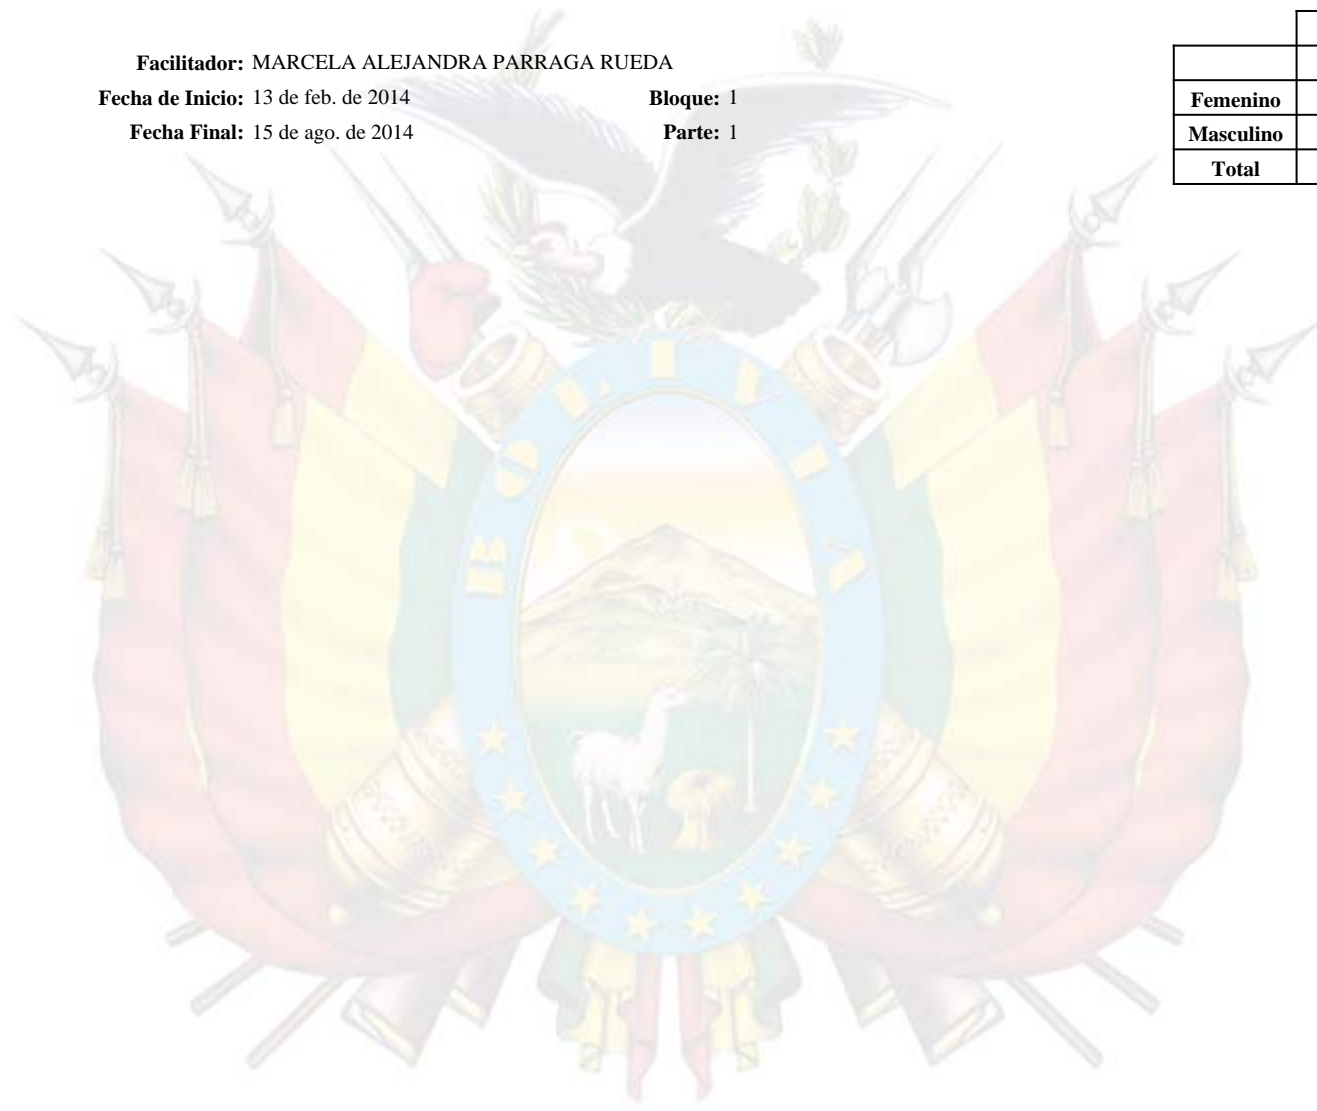 Facilitador: MARCELA ALEJANDRA PARRAGA RUEDA
Fecha de Inicio: 13 de feb. de 2014 Bloque: 1
Fecha Final: 15 de ago. de 2014 Parte: 1
Femenino
Masculino
Total
BOLIVIA